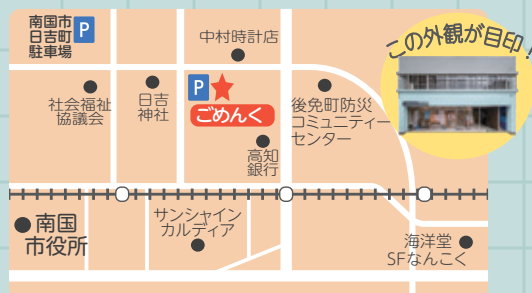 南国市
日吉町
駐車場
P
中村時計店
この外観が目印！
社会福祉
協議会
日吉
神社
P
ごめんく
後免町防災
コミュニティー
センター
高知
銀行
南国
市役所
サンシャイン
カルディア
海洋堂
SFなんこく